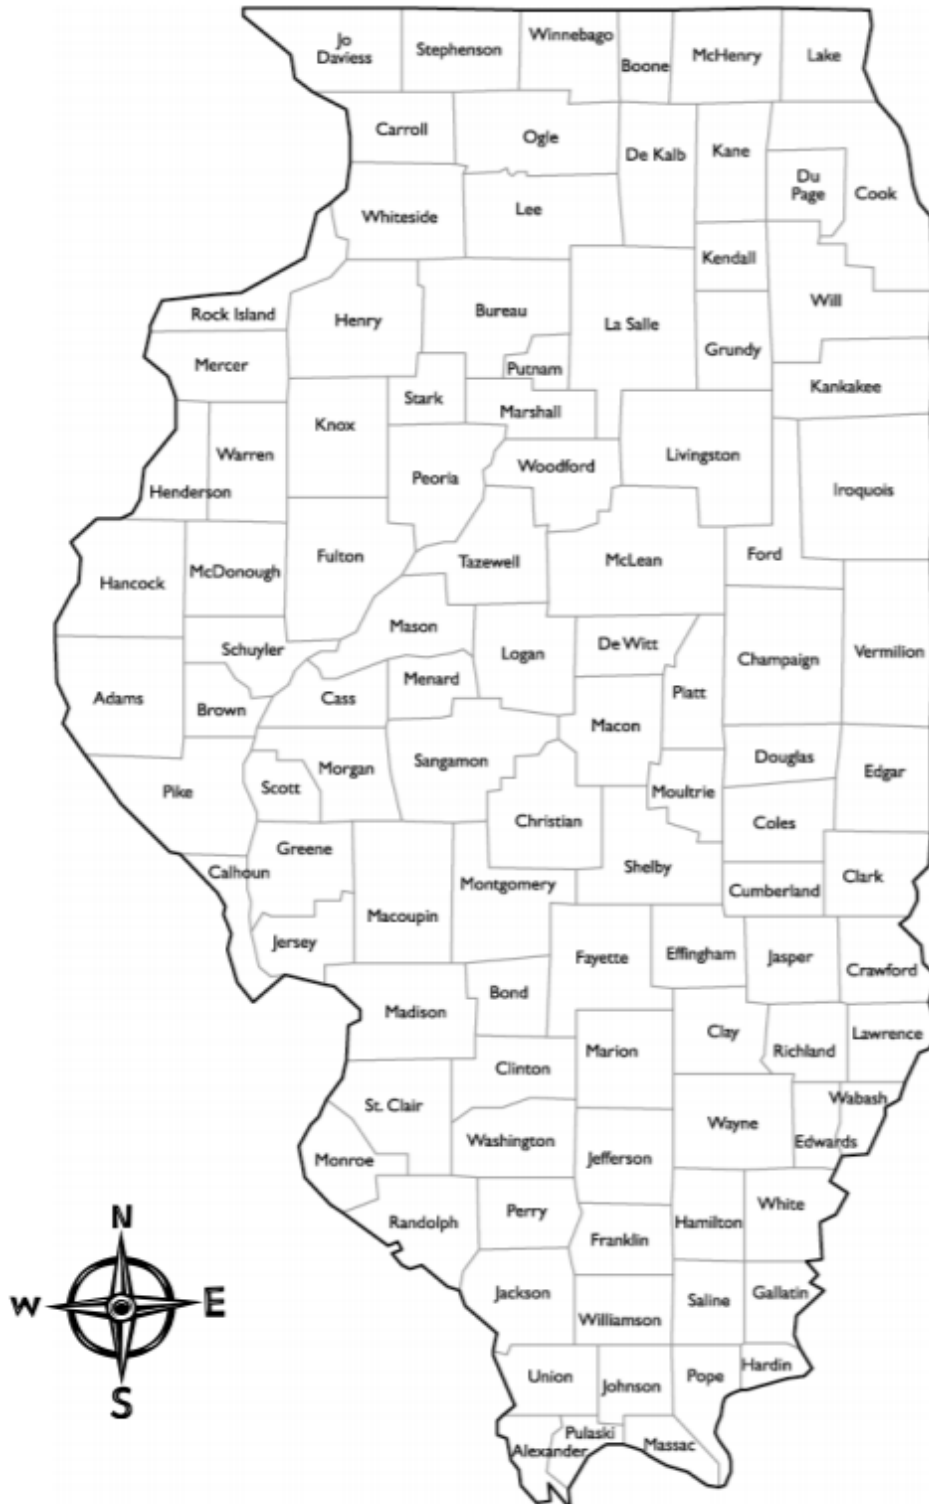 Jo
Daviess
Stephenson
Winnebago
Boone
McHenry
Lake
Carroll
Ogle
De Kalb
Kane
Du
Page
Cook
Whiteside
Lee
Kendall
Rock Island
Henry
Bureau
La Salle
Will
Grundy
Mercer
Putnam
Kankakee
Stark
Marshall
Knox
Warren
Henderson
Peoria
Woodford
Livingston
Iroquois
Hancock
McDonough
Fulton
Tazewell
McLean
Ford
Schuyler
Mason
Logan
De Witt
Champaign
Vermilion
Adams
Brown
Cass
Menard
Piatt
Macon
Pike
Scott
Morgan
Sangamon
Christian
Moultrie
Douglas
Edgar
Coles
Calhoun
Greene
Macoupin
Montgomery
Shelby
Cumberland
Clark
Jersey
Fayette
Effingham
Jasper
Crawford
Madison
Bond
Clinton
Marion
Clay
Richland
Lawrence
Wabash
St. Clair
Washington
Jefferson
Wayne
Edwards
Monroe
Randolph
Perry
Franklin
Hamilton
White
Jackson
Williamson
Saline
Gallatin
Union
Johnson
Pope
Hardin
Alexander
Pulaski
Massac
N
W
E
S